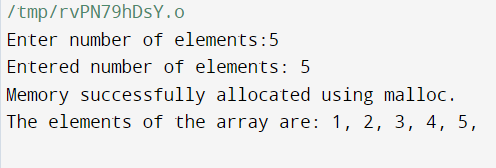 /tmp/rvPN79hDsY.o
Enter number of elements:5
Entered number of elements: 5
Memory successfully allocated using malloc.
The elements of the array are: 1, 2, 3, 4, 5,